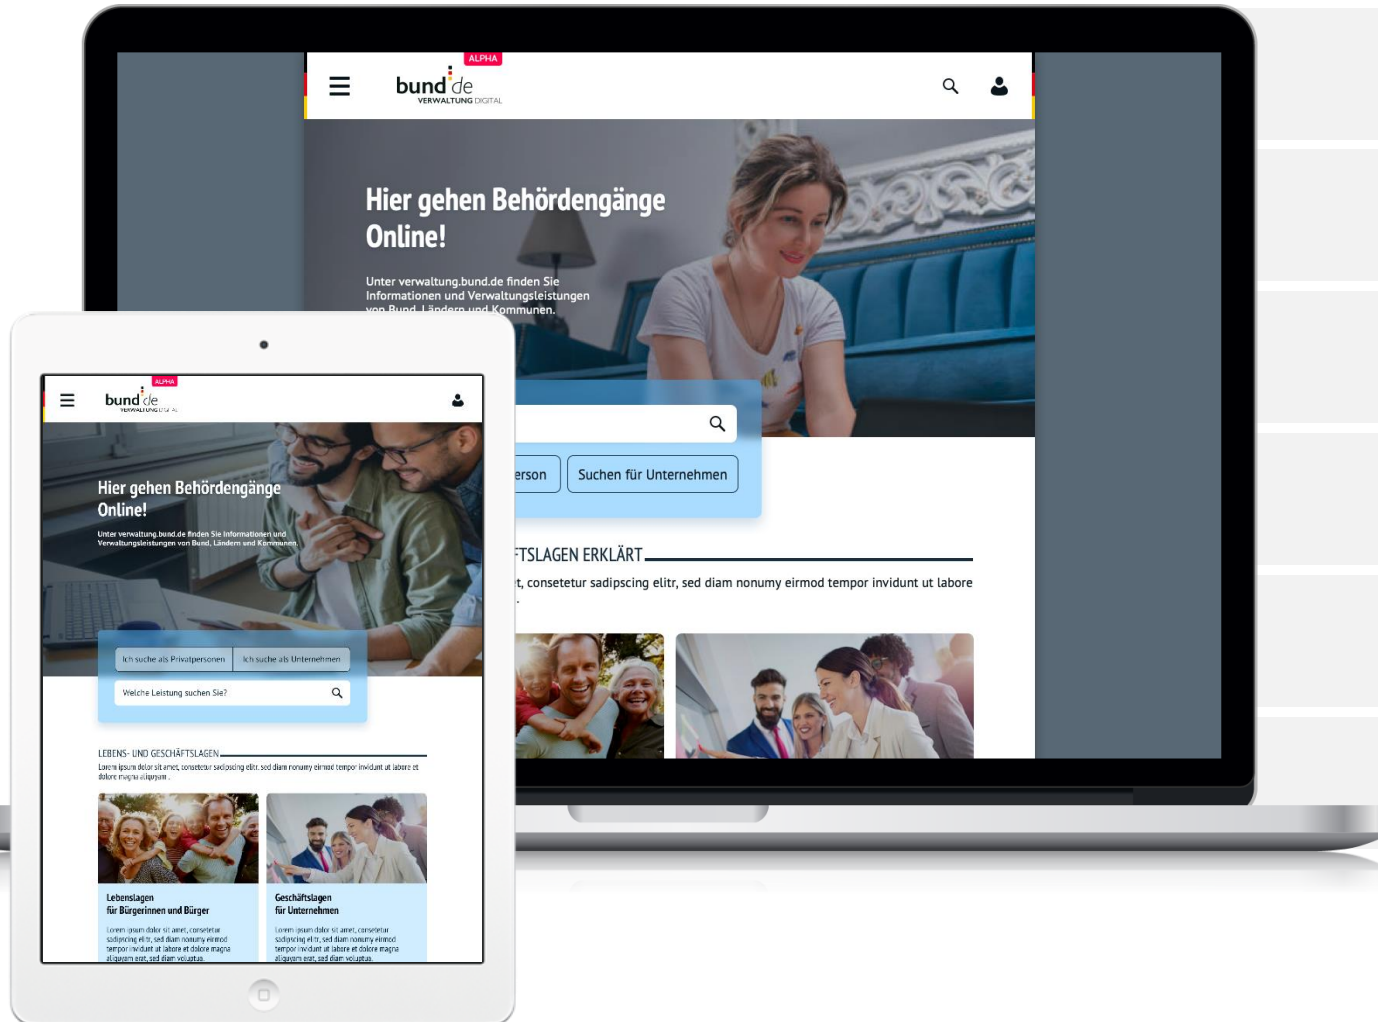 ALPHA
bund.de
VERWALTUNG DIGITAL
Hier gehen Behördengänge
Online!
Unter verwaltung.bund.de finden Sie
Informationen und Verwaltungsleistungen
von Bund, Ländern und Kommunen.
erson
Suchen für Unternehmen
FTSLAGEN ERKLÄRT
t, consetetur sadipscing elitr, sed diam nonumy eirmod tempor invidunt ut labore
.
ALPHA
bund.de
VERWALTUNG DIGITAL
Hier gehen Behördengänge
Online!
Unter verwaltung.bund.de finden Sie Informationen und
Verwaltungsleistungen von Bund, Ländern und Kommunen.
Ich suche als Privatpersonen
Ich suche als Unternehmen
Welche Leistung suchen Sie?
LEBENS- UND GESCHÄFTSLAGEN
Lorem ipsum dolor sit amet, consetetur sadipscing elitr, sed diam nonumy eirmod tempor invidunt ut labore et
dolore magna aliquyam .
Lebenslagen
für Bürgerinnen und Bürger
Lorem ipsum dolor sit amet, consetetur
sadipscing elitr, sed diam nonumy eirmod
tempor invidunt ut labore et dolore magna
aliquyam erat, sed diam voluptua.
Geschäftslagen
für Unternehmen
Lorem ipsum dolor sit amet, consetetur
sadipscing elitr, sed diam nonumy eirmod
tempor invidunt ut labore et dolore magna
aliquyam erat, sed diam voluptua.